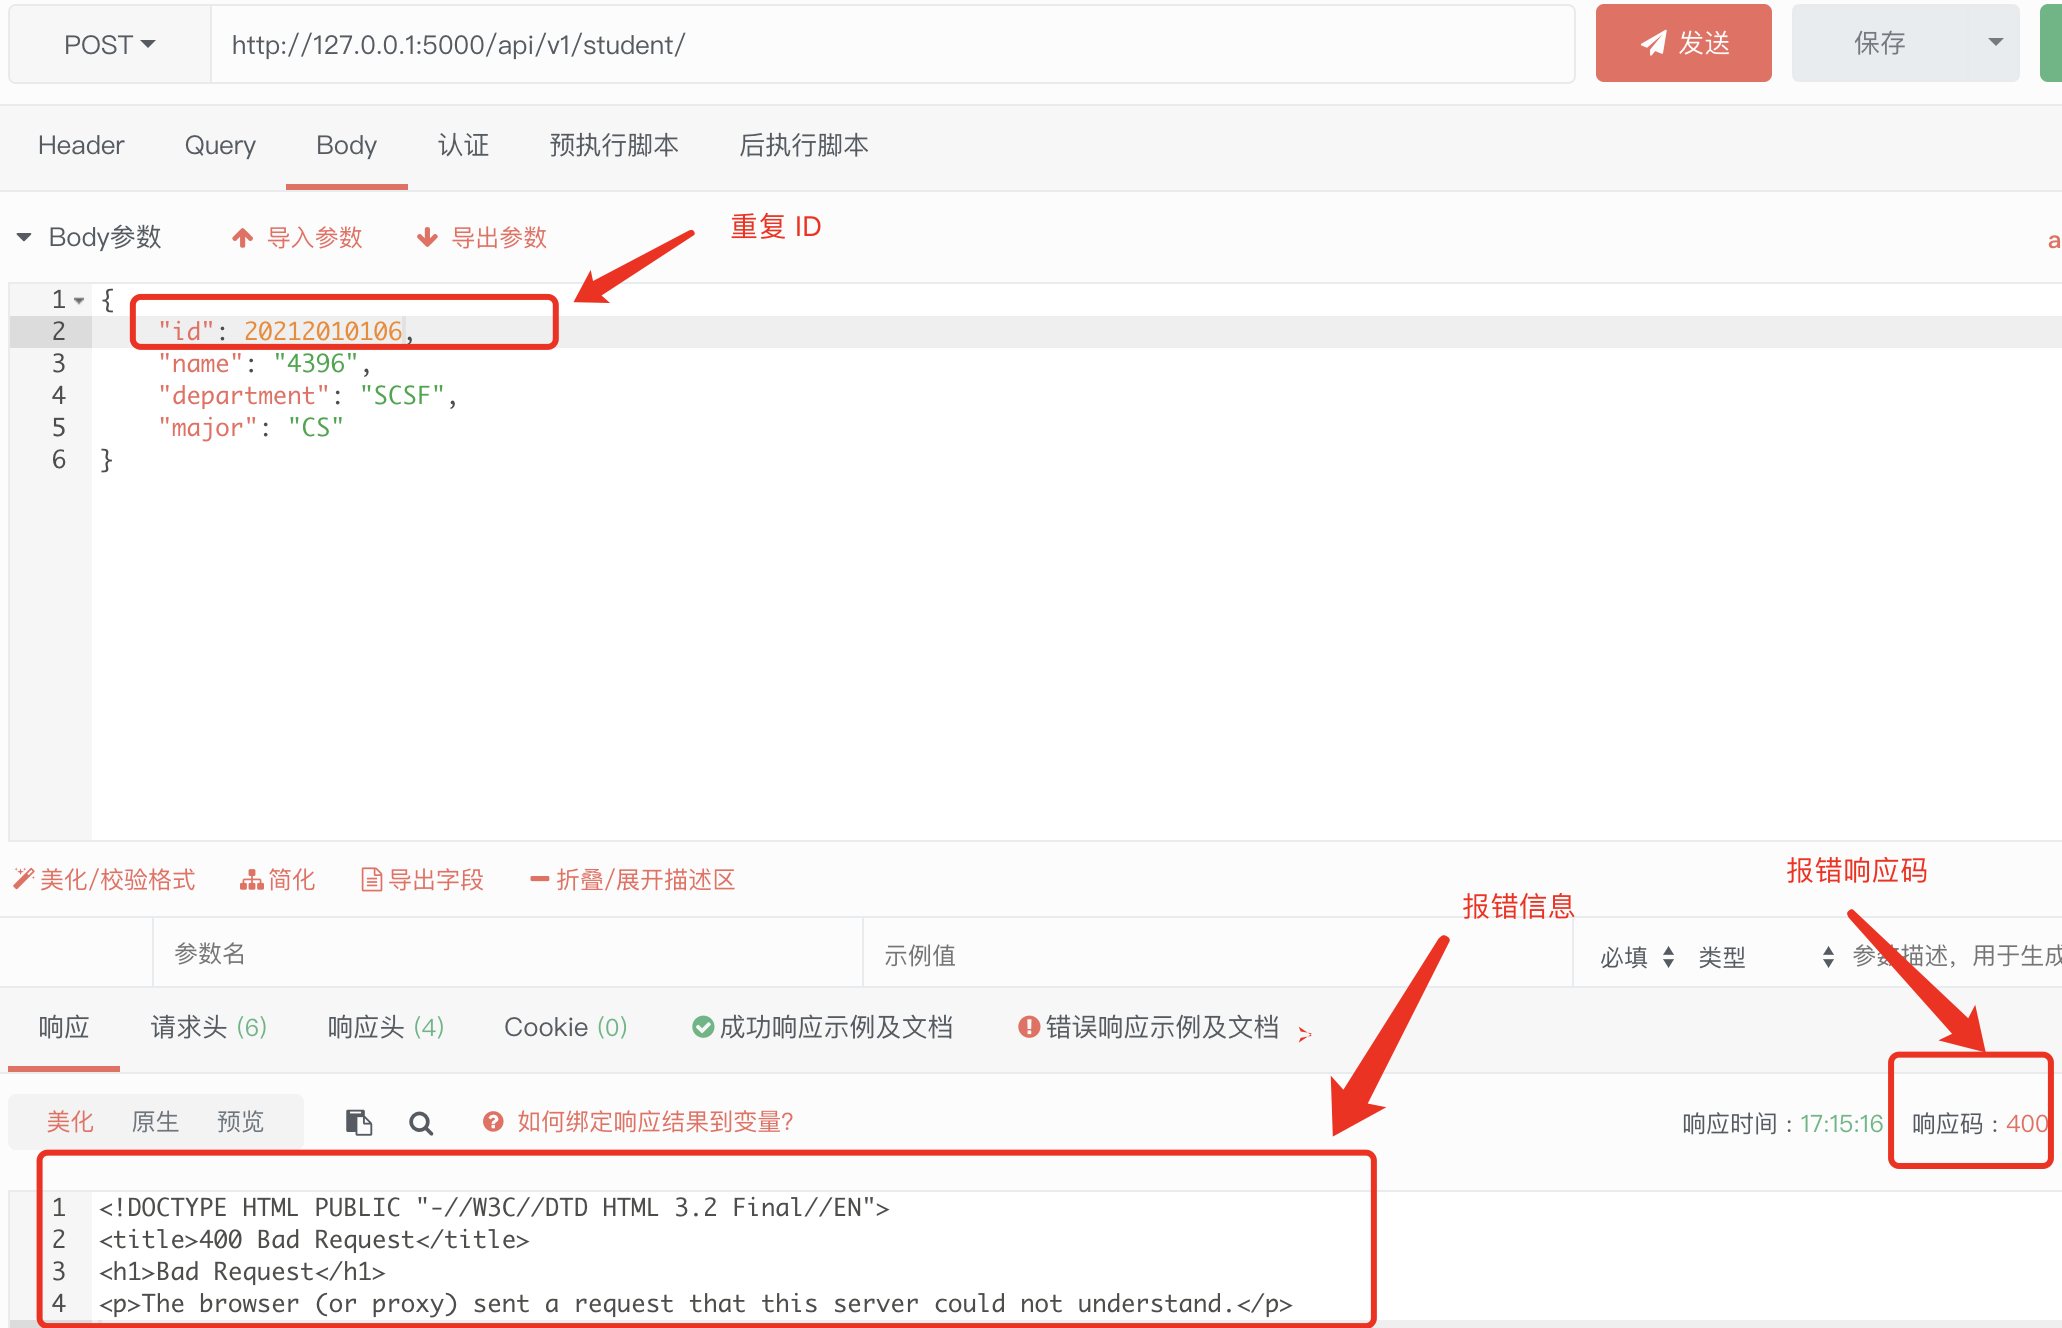 POST http://127.0.0.1:5000/api/v1/student/ 发送 保存
Header Query Body 认证 预执行脚本 后执行脚本
Body参数 导入参数 导出参数 重复 ID a
1 {
2 "id": 20212010106,
3 "name": "4396",
4 "department": "SCSF",
5 "major": "CS"
6 }
美化/校验格式 简化 导出字段 折叠/展开描述区
报错信息 报错响应码
参数名 示例值 必填 类型 参数描述,用于生成
响应 请求头 (6) 响应头 (4) Cookie (0) 成功响应示例及文档 错误响应示例及文档
美化 原生 预览 如何绑定响应结果到变量? 响应时间:17:15:16 响应码:400
1 <!DOCTYPE HTML PUBLIC "-//W3C//DTD HTML 3.2 Final//EN">
2 <title>400 Bad Request</title>
3 <h1>Bad Request</h1>
4 <p>The browser (or proxy) sent a request that this server could not understand.</p>